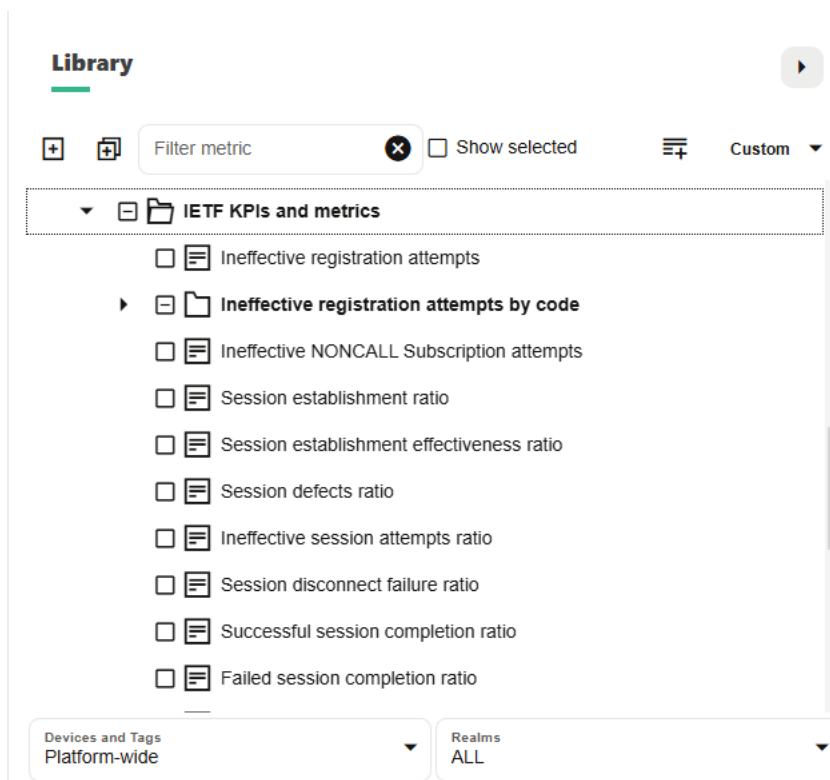 Library
Filter metric
Show selected
Custom
IETF KPIs and metrics
Ineffective registration attempts
Ineffective registration attempts by code
Ineffective NONCALL Subscription attempts
Session establishment ratio
Session establishment effectiveness ratio
Session defects ratio
Ineffective session attempts ratio
Session disconnect failure ratio
Successful session completion ratio
Failed session completion ratio
Devices and Tags
Platform-wide
Realms
ALL